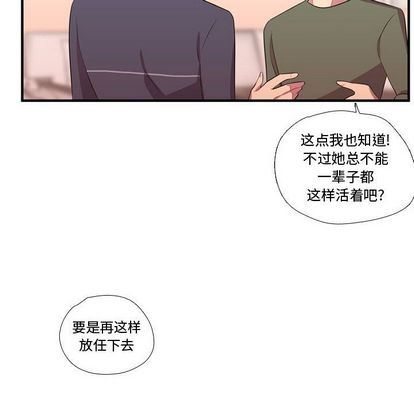 这点我也知道!
不过她总不能
一辈子都
这样活着吧?
要是再这样
放任下去